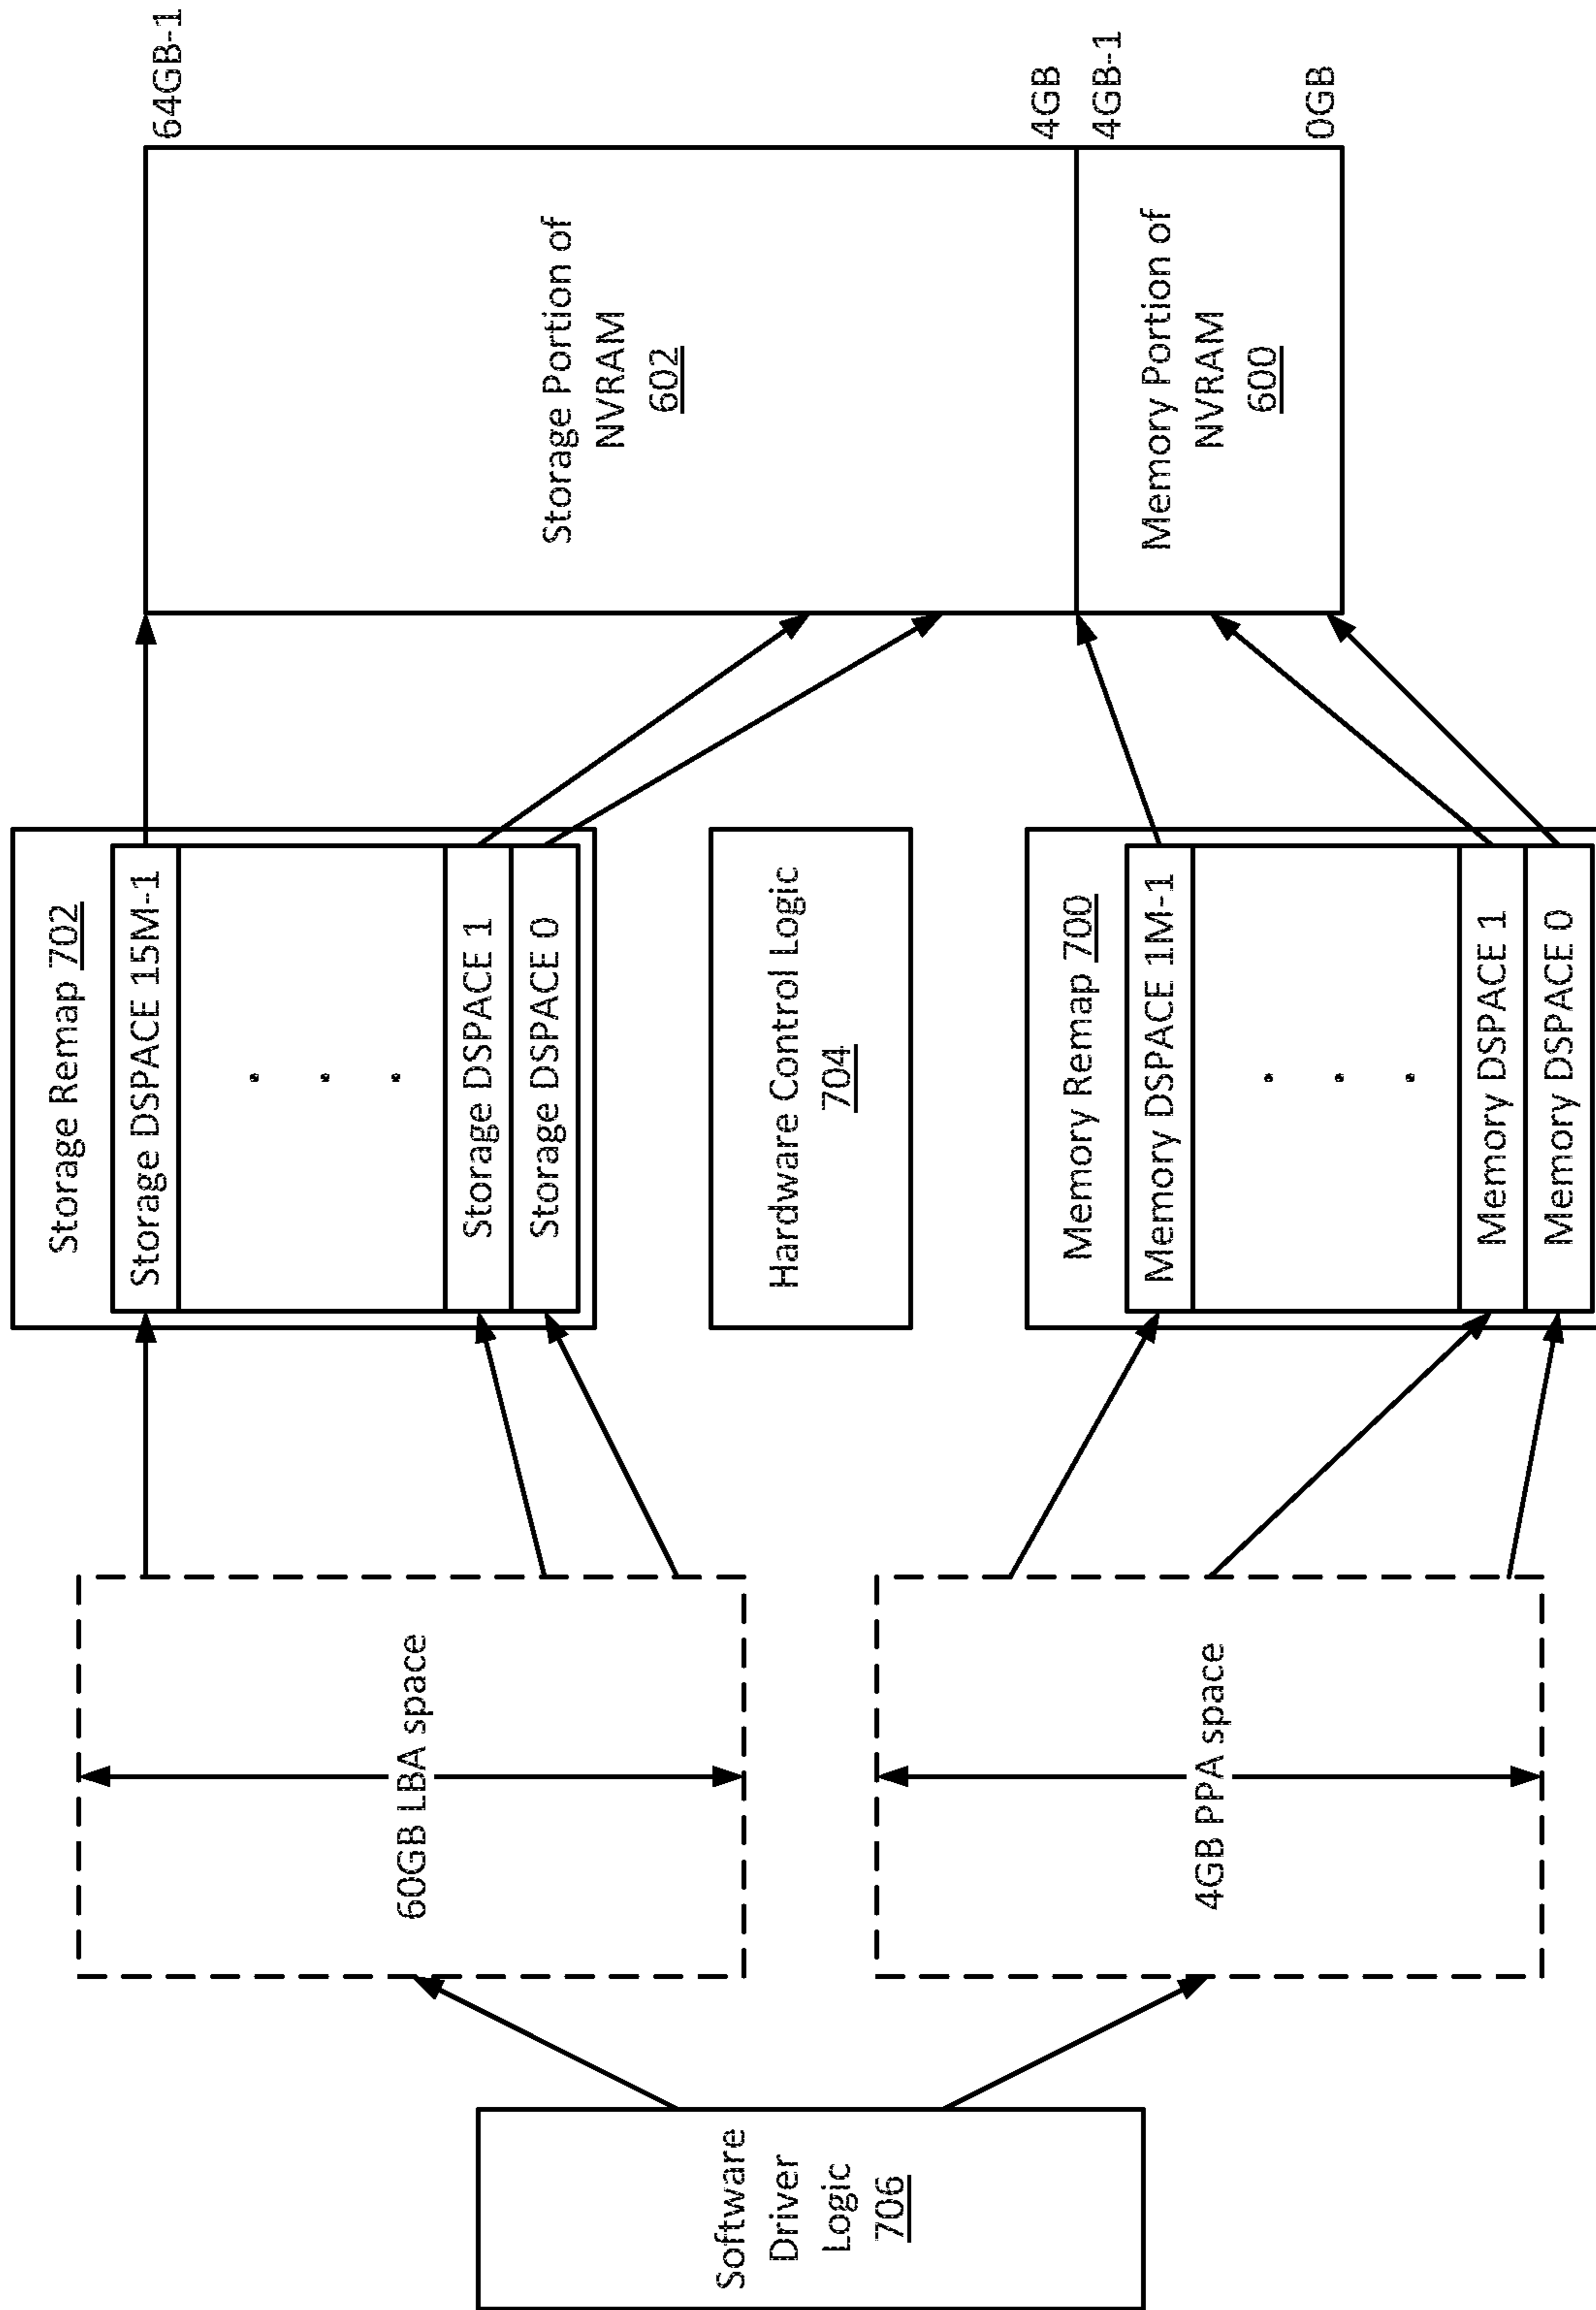 Software
Driver
Logic
706
60GB LBA space
4GB PPA space
Storage Remap 702
Storage DSPACE 15M-1
.
.
.
Storage DSPACE 1
Storage DSPACE 0
Hardware Control Logic
704
Memory Remap 700
Memory DSPACE 1M-1
.
.
.
Memory DSPACE 1
Memory DSPACE 0
Storage Portion of
NVRAM
602
Memory Portion of
NVRAM
600
64GB-1
4GB
4GB-1
0GB